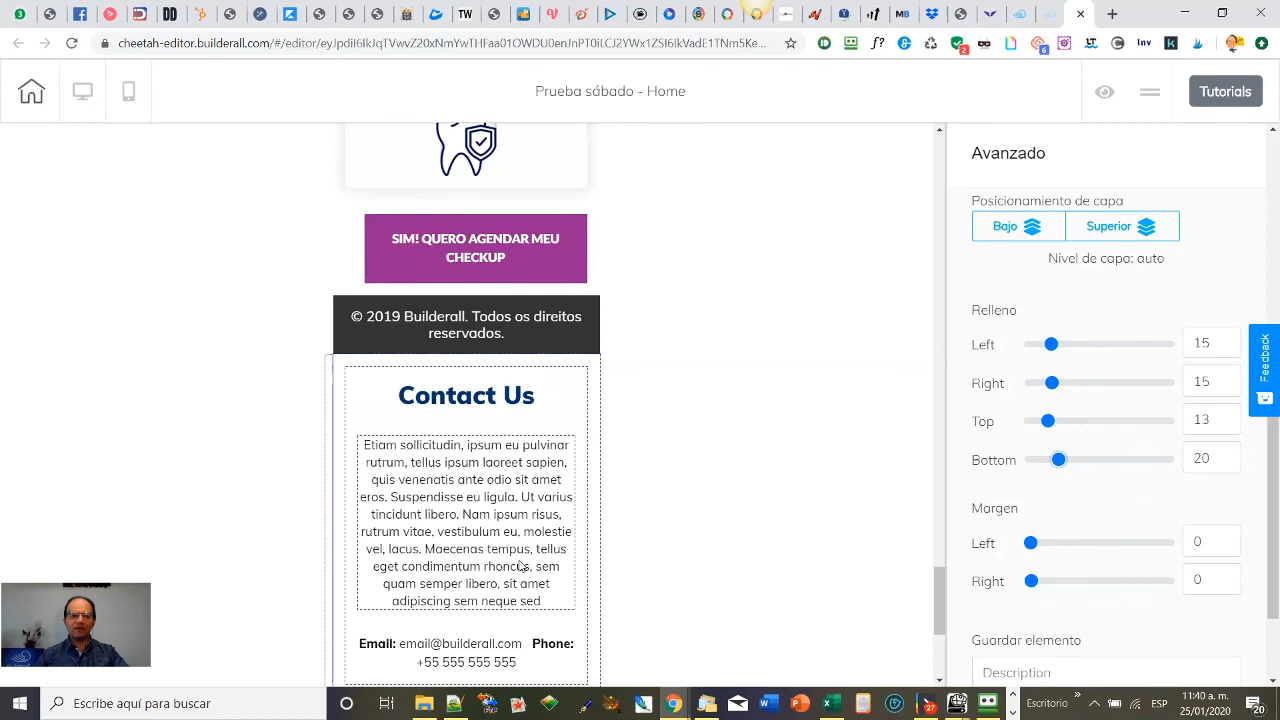 cheetah-editor.builderall.com/#/editor/eyJpdil
Prueba sábado - Home
Tutorials
SIM! QUERO AGENDAR MEU
CHECKUP
© 2019 Builderall. Todos os direitos
reservados.
Contact Us
Etiam sollicitudin, ipsum eu pulvinar
rutrum, tellus ipsum laoreet sapien,
quis venenatis ante odio sit amet
eros. Suspendisse eu ligula. Ut varius
tincidunt libero. Nam ipsum risus,
rutrum vitae, vestibulum eu, molestie
vel, lacus. Maecenas tempus, tellus
eget condimentum rhoncus, sem
quam semper libero, sit amet
adipiscing sem neque sed
Email: email@builderall.com Phone:
+55 555 555 555
Avanzado
Posicionamiento de capa
Bajo
Superior
Nivel de capa: auto
Relleno
Left 15
Right 15
Top 13
Bottom 20
Margen
Left 0
Right 0
Guardar elemento
Description
Feedback
Escribe aquí para buscar
Escritorio
ESP
11:40 a. m.
25/01/2020
20